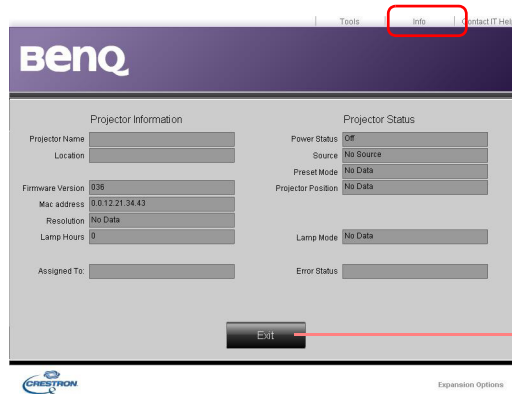 Tools Info Contact IT Hel
BenQ
Projector Information
Projector Name
Location
Firmware Version 036
Mac address 0.0.12.21.34.43
Resolution No Data
Lamp Hours 0
Assigned To:
Projector Status
Power Status Off
Source No Source
Preset Mode No Data
Projector Position No Data
Lamp Mode No Data
Error Status
Exit
CRESTRON
Expansion Options